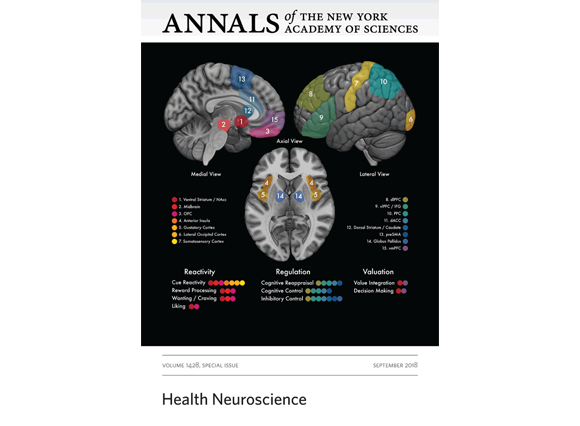 ANNALS of THE NEW YORK
ACADEMY OF SCIENCES
13
11
12
2
1
15
3
8
9
7
10
6
Axial View
Medial View
Lateral View
4
5
14
14
4
5
1. Ventral Striatum / NAcc
2. Midbrain
3. OFC
4. Anterior Insula
5. Gustatory Cortex
6. Lateral Occipital Cortex
7. Somatosensory Cortex
8. dlPFC
9. vlPFC / IFG
10. PPC
11. dACC
12. Dorsal Striatum / Caudate
13. preSMA
14. Globus Pallidus
15. vmPFC
Reactivity
Cue Reactivity
Reward Processing
Wanting / Craving
Liking
Regulation
Cognitive Reappraisal
Cognitive Control
Inhibitory Control
Valuation
Value Integration
Decision Making
VOLUME 1428, SPECIAL ISSUE
SEPTEMBER 2018
Health Neuroscience